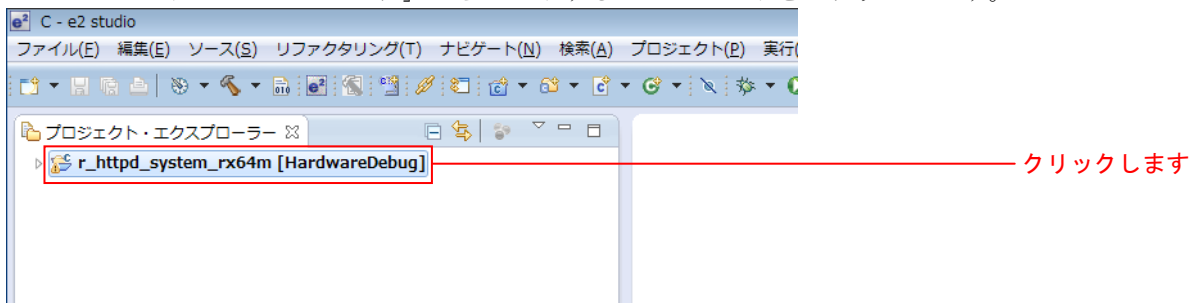 C - e2 studio
ファイル(F) 編集(E) ソース(S) リファクタリング(T) ナビゲート(N) 検索(A) プロジェクト(P) 実行(
プロジェクト・エクスプローラー
r_httpd_system_rx64m [HardwareDebug]
クリックします